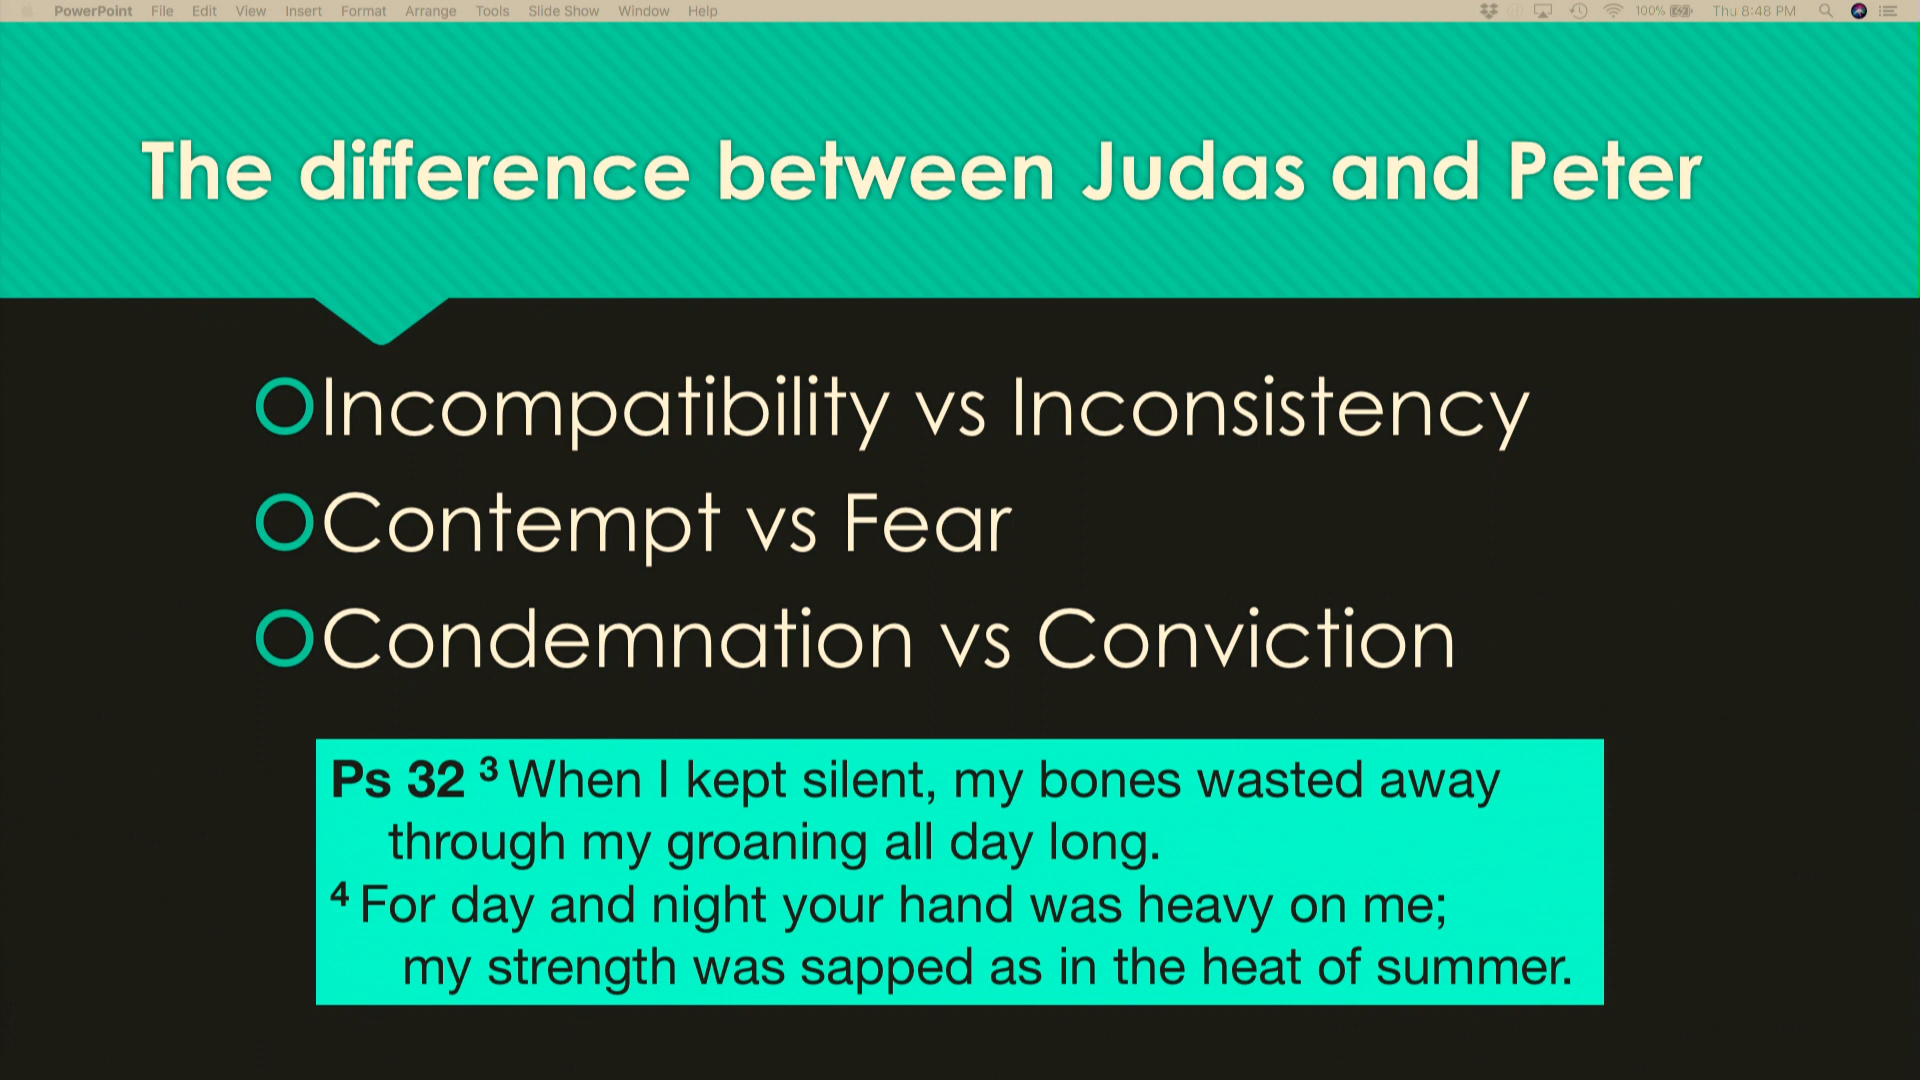 PowerPoint File Edit View Insert Format Arrange Tools Slide Show Window Help 100% Thu 8:48 PM
The difference between Judas and Peter
Incompatibility vs Inconsistency
Contempt vs Fear
Condemnation vs Conviction
Ps 32 ³ When I kept silent, my bones wasted away
through my groaning all day long.
⁴ For day and night your hand was heavy on me;
my strength was sapped as in the heat of summer.